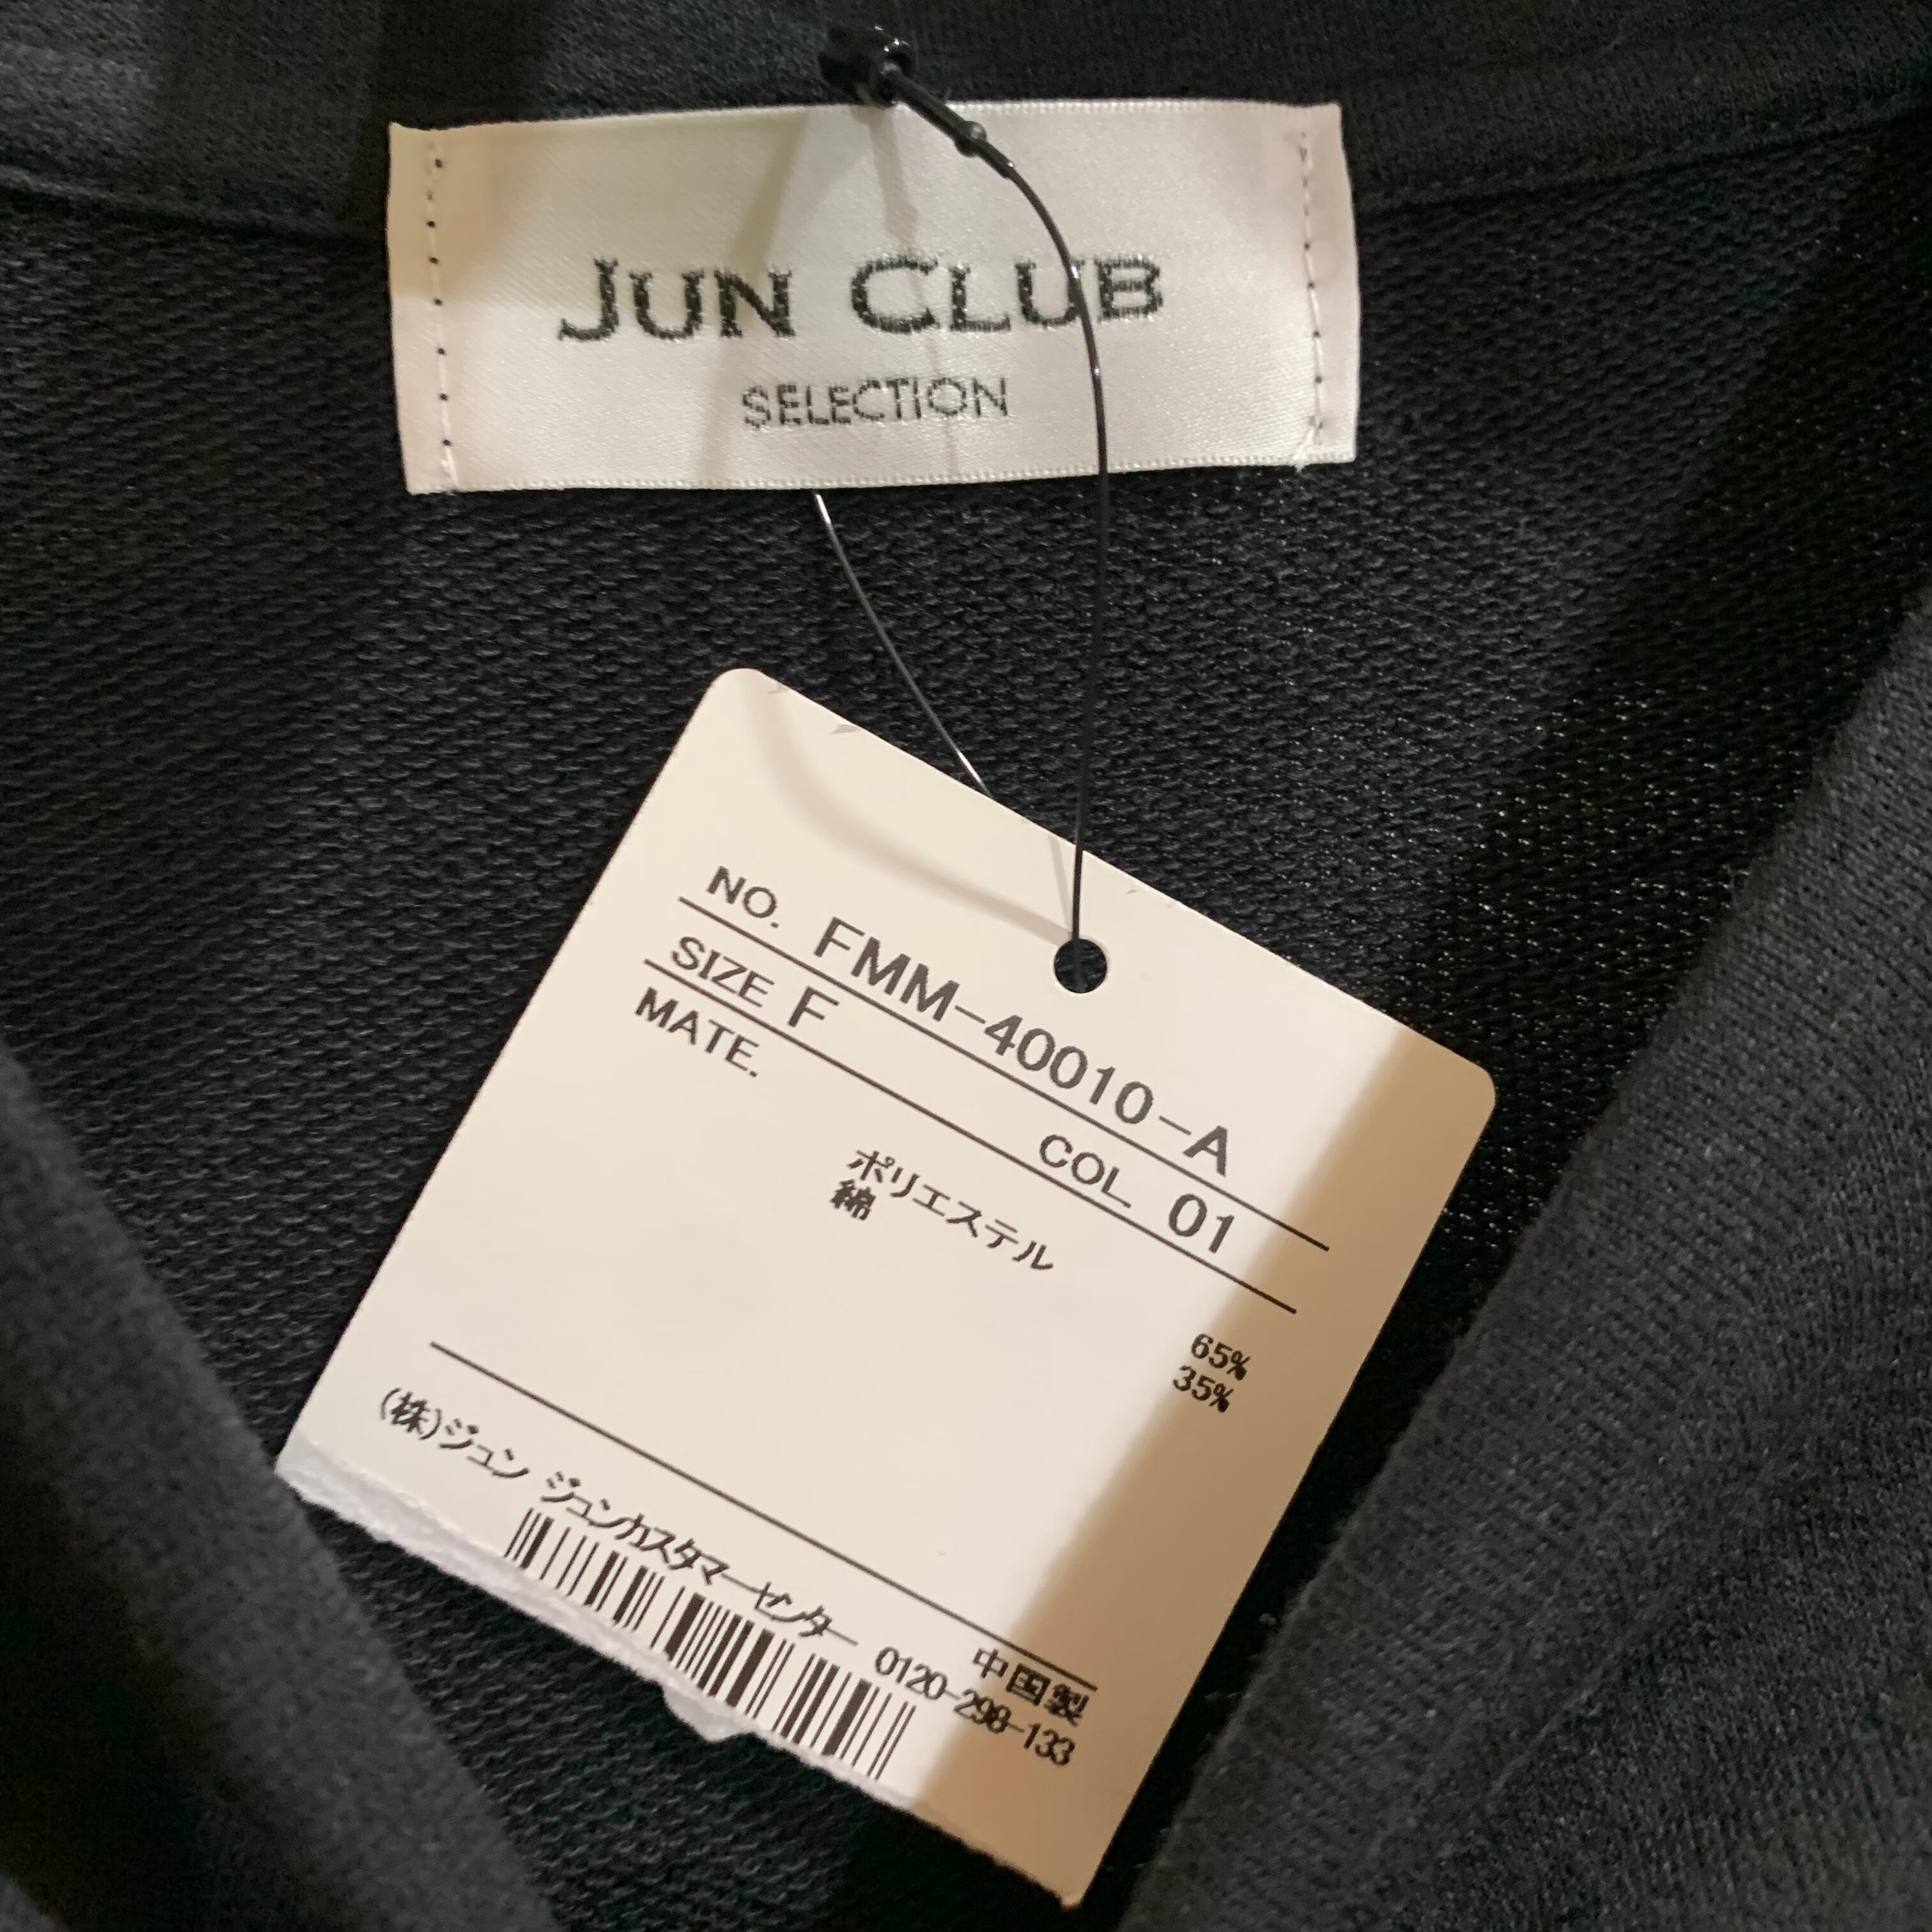 JUN CLUB
SELECTION
NO. FMM-40010-A
SIZE F COL. 01
MATE.
ポリエステル 65%
綿 35%
中国製
(株)ジュン ジュンカスタマーセンター 0120-298-133